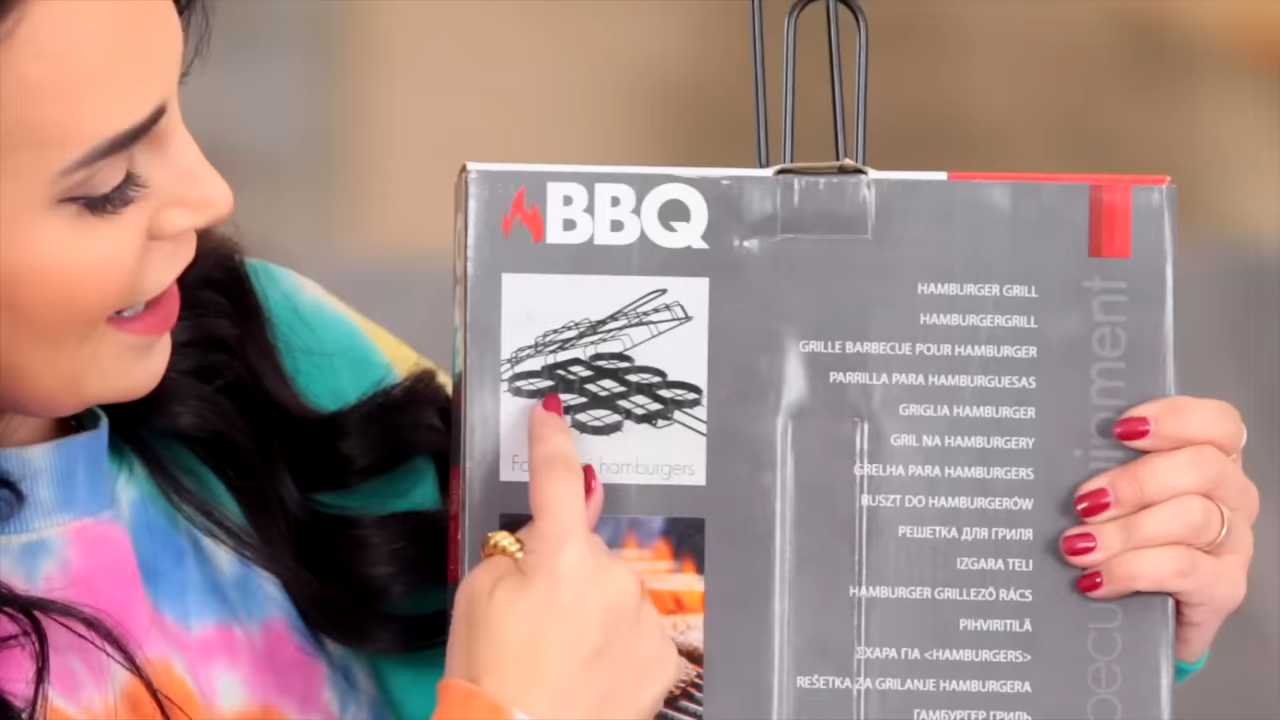 BBQ
HAMBURGER GRILL
HAMBURGERGRILL
GRILLE BARBECUE POUR HAMBURGER
PARRILLA PARA HAMBURGUESAS
GRIGLIA HAMBURGER
GRIL NA HAMBURGERY
GRELHA PARA HAMBURGERS
RUSZT DO HAMBURGERÓW
РЕШЕТКА ДЛЯ ГРИЛЯ
IZGARA TELI
HAMBURGER GRILLEZŐ RÁCS
PIHVIRITILÄ
ΣΧΑΡΑ ΓΙΑ <HAMBURGERS>
REŠETKA ZA GRILANJE HAMBURGERA
ГАМБУРГЕР ГРИЛЬ
hamburgers